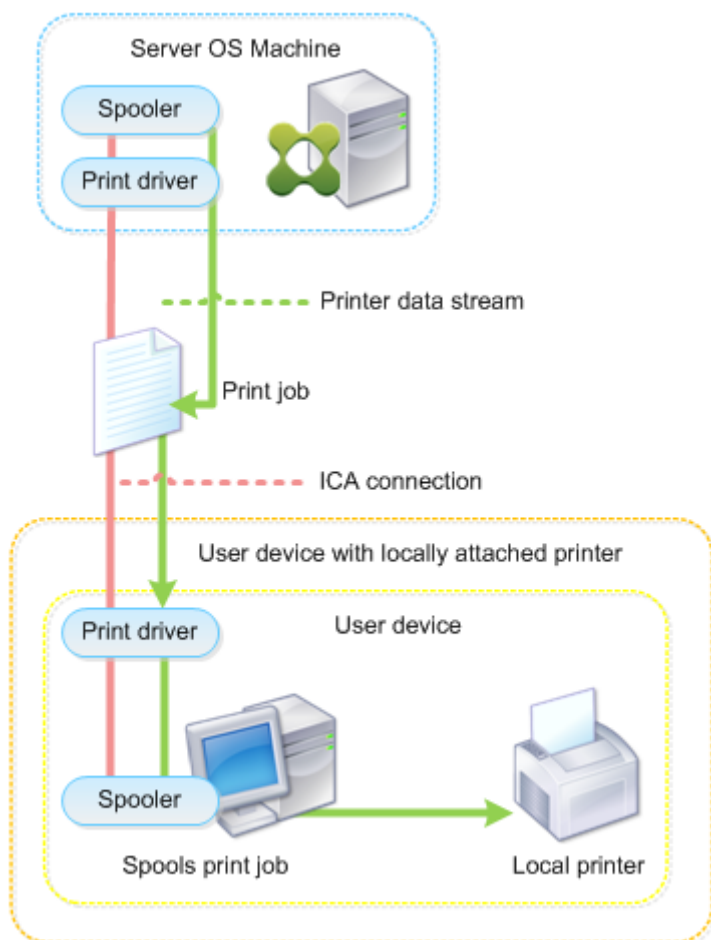 Server OS Machine
Spooler
Print driver
Printer data stream
Print job
ICA connection
User device with locally attached printer
Print driver
User device
Spooler
Spools print job
Local printer